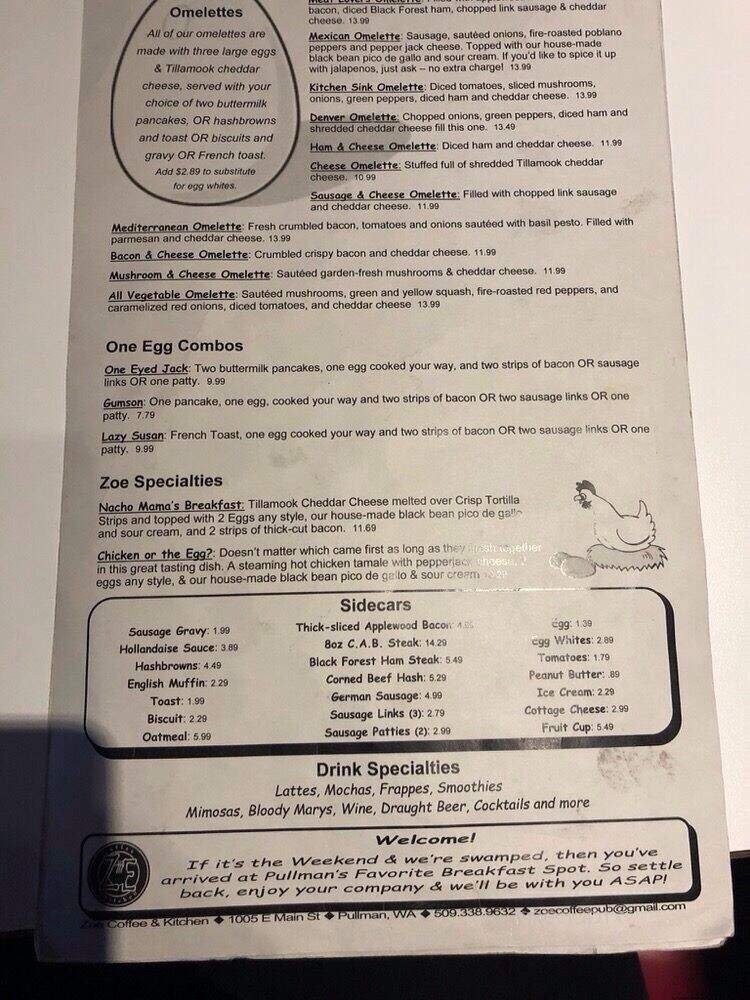 Omelettes
All of our omelettes are
made with three large eggs
& Tillamook cheddar
cheese, served with your
choice of two buttermilk
pancakes, OR hashbrowns
and toast OR biscuits and
gravy OR French toast.
Add $2.89 to substitute
for egg whites.
bacon, diced Black Forest ham, chopped link sausage & cheddar
cheese. 13.99
Mexican Omelette: Sausage, sautéed onions, fire-roasted poblano
peppers and pepper jack cheese. Topped with our house-made
black bean pico de gallo and sour cream. If you'd like to spice it up
with jalapenos, just ask – no extra charge! 13.99
Kitchen Sink Omelette: Diced tomatoes, sliced mushrooms,
onions, green peppers, diced ham and cheddar cheese. 13.99
Denver Omelette: Chopped onions, green peppers, diced ham and
shredded cheddar cheese fill this one. 13.49
Ham & Cheese Omelette: Diced ham and cheddar cheese. 11.99
Cheese Omelette: Stuffed full of shredded Tillamook cheddar
cheese. 10.99
Sausage & Cheese Omelette: Filled with chopped link sausage
and cheddar cheese. 11.99
Mediterranean Omelette: Fresh crumbled bacon, tomatoes and onions sautéed with basil pesto. Filled with
parmesan and cheddar cheese. 13.99
Bacon & Cheese Omelette: Crumbled crispy bacon and cheddar cheese. 11.99
Mushroom & Cheese Omelette: Sautéed garden-fresh mushrooms & cheddar cheese. 11.99
All Vegetable Omelette: Sautéed mushrooms, green and yellow squash, fire-roasted red peppers, and
caramelized red onions, diced tomatoes, and cheddar cheese 13.99
One Egg Combos
One Eyed Jack: Two buttermilk pancakes, one egg cooked your way, and two strips of bacon OR sausage
links OR one patty. 9.99
Gumson: One pancake, one egg, cooked your way and two strips of bacon OR two sausage links OR one
patty. 7.79
Lazy Susan: French Toast, one egg cooked your way and two strips of bacon OR two sausage links OR one
patty. 9.99
Zoe Specialties
Nacho Mama's Breakfast: Tillamook Cheddar Cheese melted over Crisp Tortilla
Strips and topped with 2 Eggs any style, our house-made black bean pico de gallo
and sour cream, and 2 strips of thick-cut bacon. 11.69
Chicken or the Egg?: Doesn't matter which came first as long as they together
in this great tasting dish. A steaming hot chicken tamale with pepperjack cheese,
eggs any style, & our house-made black bean pico de gallo & sour cream
Sidecars
Sausage Gravy: 1.99
Hollandaise Sauce: 3.89
Hashbrowns: 4.49
English Muffin: 2.29
Toast: 1.99
Biscuit: 2.29
Oatmeal: 5.99
Thick-sliced Applewood Bacon:
8oz C.A.B. Steak: 14.29
Black Forest Ham Steak: 5.49
Corned Beef Hash: 5.29
German Sausage: 4.99
Sausage Links (3): 2.79
Sausage Patties (2): 2.99
Egg: 1.39
Egg Whites: 2.89
Tomatoes: 1.79
Peanut Butter: .89
Ice Cream: 2.29
Cottage Cheese: 2.99
Fruit Cup: 5.49
Drink Specialties
Lattes, Mochas, Frappes, Smoothies
Mimosas, Bloody Marys, Wine, Draught Beer, Cocktails and more
Welcome!
If it's the Weekend & we're swamped, then you've
arrived at Pullman's Favorite Breakfast Spot. So settle
back, enjoy your company & we'll be with you ASAP!
Zoe Coffee & Kitchen ◆ 1005 E Main St ◆ Pullman, WA ◆ 509.338.9632 ◆ zoecoffeepub@gmail.com